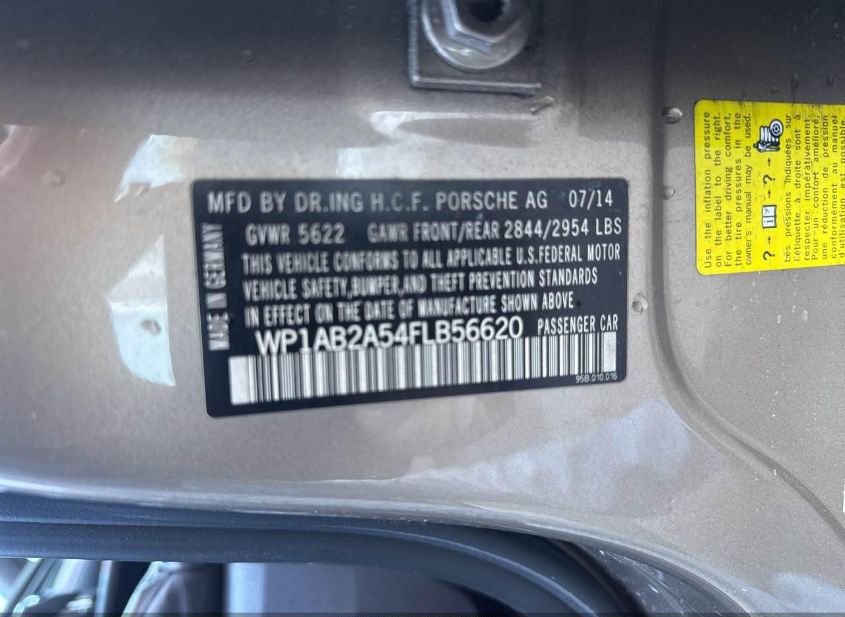 MFD BY DR.ING H.C.F. PORSCHE AG 07/14
GVWR 5622 GAWR FRONT/REAR 2844/2954 LBS
THIS VEHICLE CONFORMS TO ALL APPLICABLE U.S.FEDERAL MOTOR
VEHICLE SAFETY,BUMPER,AND THEFT PREVENTION STANDARDS
IN EFFECT ON THE DATE OF MANUFACTURE SHOWN ABOVE
WP1AB2A54FLB56620 PASSENGER CAR
95B.010.016
MADE IN GERMANY
Use the inflation pressure
on the label to the right.
For better driving comfort,
the tire pressures in the
owner's manual may be used.
? → i → ? →
Les pressions indiquées sur
l'étiquette à droite sont à
respecter. Pour
Pour un confort amélioré,
une réduction de pression
conformément au manuel
d'utilisation est possible.